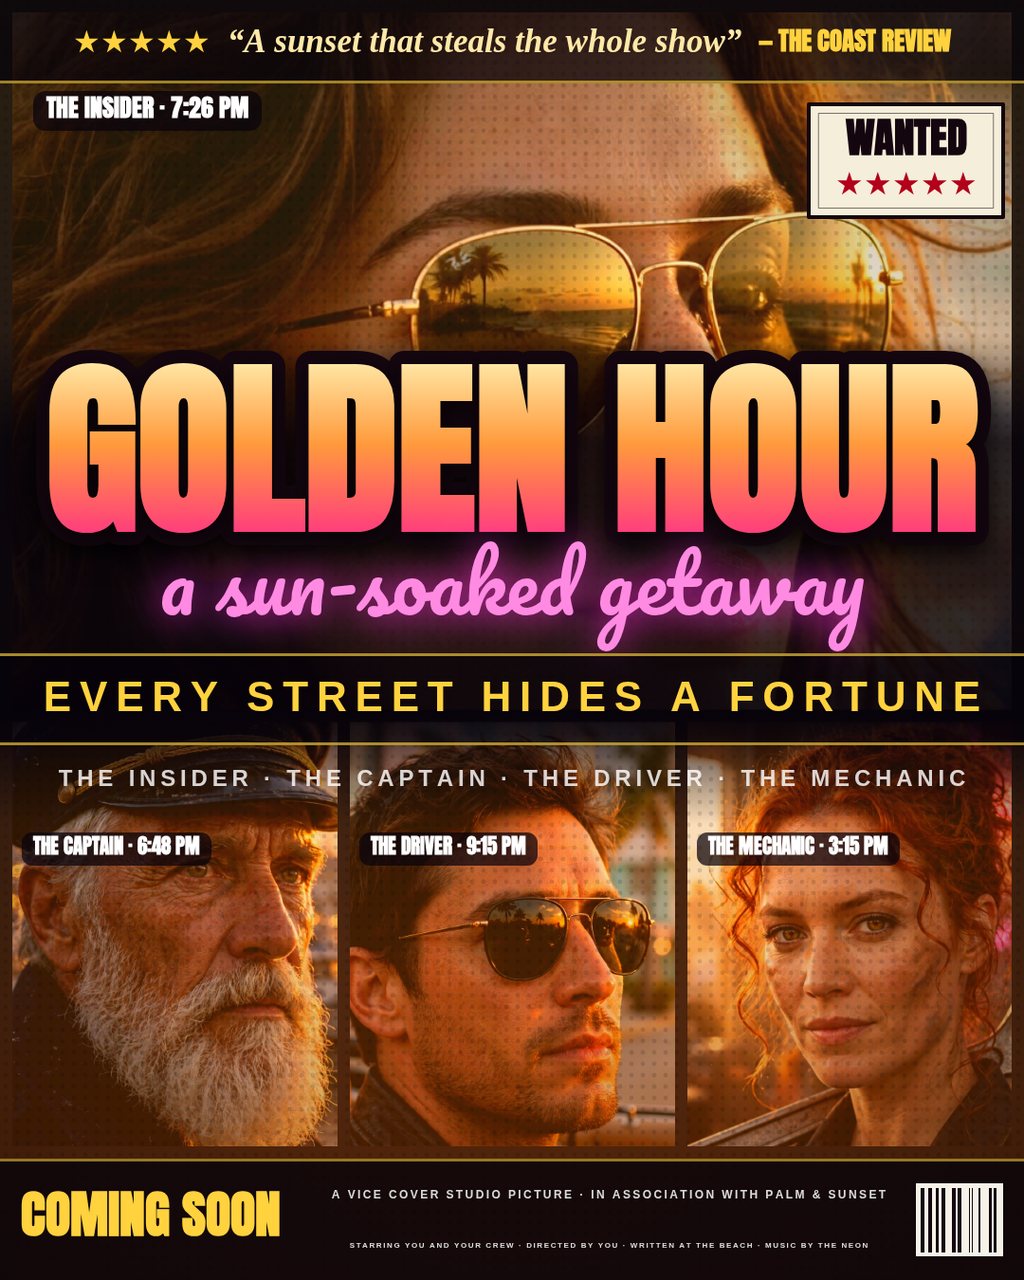 ★★★★★ “A sunset that steals the whole show” – THE COAST REVIEW
THE INSIDER · 7:26 PM
WANTED
★★★★★
GOLDEN HOUR
a sun-soaked getaway
EVERY STREET HIDES A FORTUNE
THE INSIDER · THE CAPTAIN · THE DRIVER · THE MECHANIC
THE CAPTAIN · 6:48 PM
THE DRIVER · 9:15 PM
THE MECHANIC · 3:15 PM
COMING SOON
A VICE COVER STUDIO PICTURE · IN ASSOCIATION WITH PALM & SUNSET
STARRING YOU AND YOUR CREW · DIRECTED BY YOU · WRITTEN AT THE BEACH · MUSIC BY THE NEON